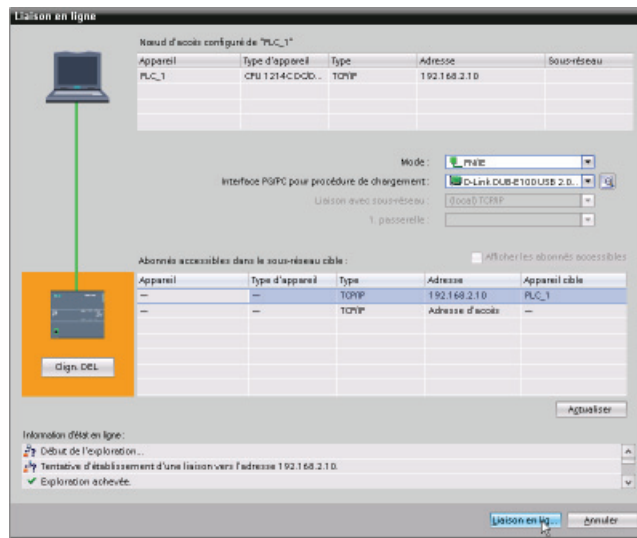 Liaison en ligne
Nœud d'accès configuré de "PLC_1"
Appareil Type d'appareil Type Adresse Sous-réseau
PLC_1 CPU 1214C DC/D... TCP/IP 192.168.2.10
Mode : PN/IE
Interface PG/PC pour procédure de chargement : D-Link DUB-E100 USB 2.0...
Liaison avec sous-réseau : (local) TCP/IP
1. passerelle :
Abonnés accessibles dans le sous-réseau cible : Afficher les abonnés accessibles
Appareil Type d'appareil Type Adresse Appareil cible
— — TCP/IP 192.168.2.10 PLC_1
— — TCP/IP Adresse d'accès —
Clign. DEL
Actualiser
Information d'état en ligne :
Début de l'exploration...
Tentative d'établissement d'une liaison vers l'adresse 192.168.2.10.
Exploration achevée.
Liaison en lig... Annuler